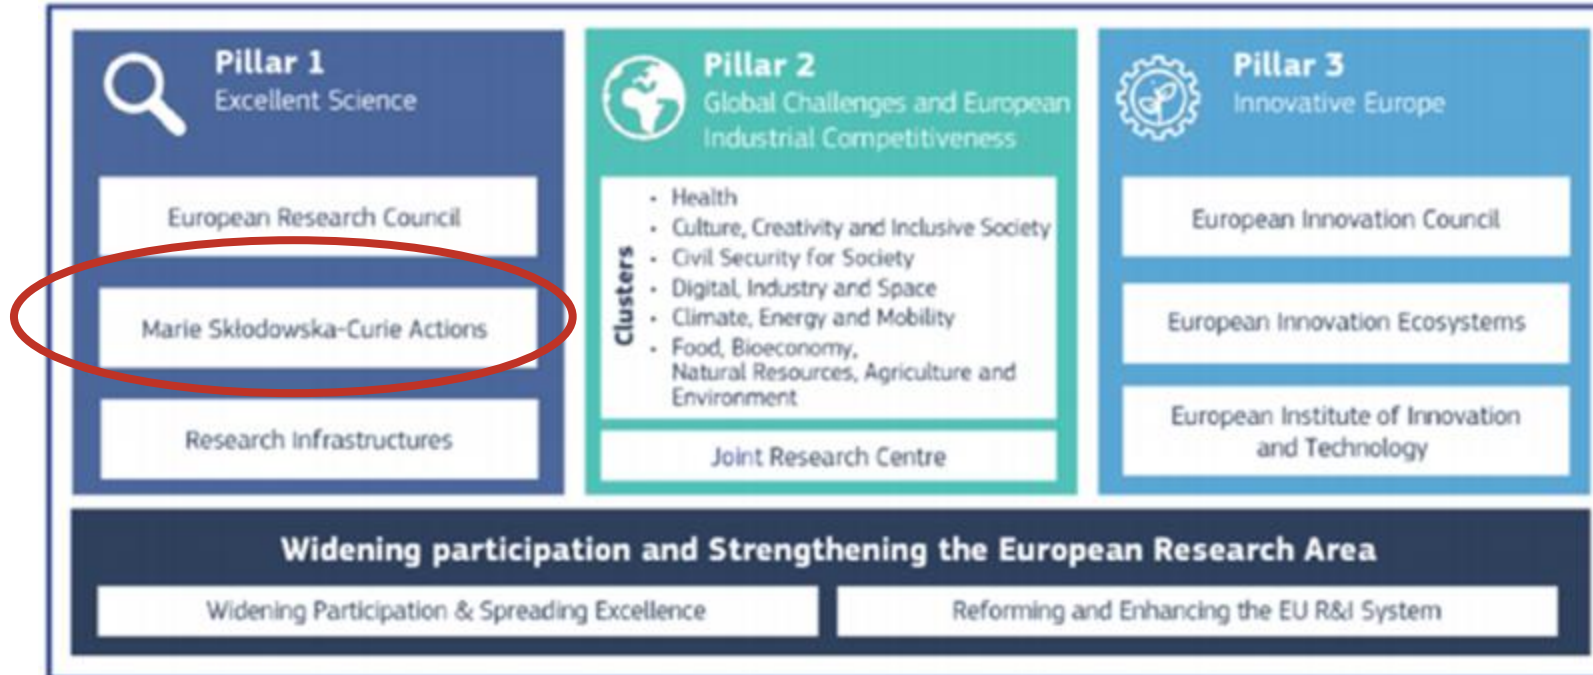 Pillar 1
Excellent Science
European Research Council
Marie Skłodowska-Curie Actions
Research Infrastructures
Pillar 2
Global Challenges and European
Industrial Competitiveness
Clusters
• Health
• Culture, Creativity and Inclusive Society
• Civil Security for Society
• Digital, Industry and Space
• Climate, Energy and Mobility
• Food, Bioeconomy,
Natural Resources, Agriculture and
Environment
Joint Research Centre
Pillar 3
Innovative Europe
European Innovation Council
European Innovation Ecosystems
European Institute of Innovation
and Technology
Widening participation and Strengthening the European Research Area
Widening Participation & Spreading Excellence
Reforming and Enhancing the EU R&I System